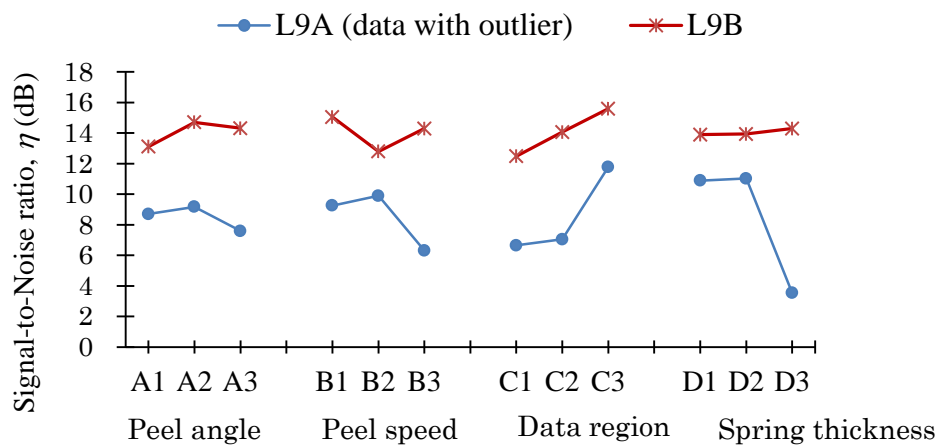 L9A (data with outlier) L9B
Signal-to-Noise ratio, η (dB)
18
16
14
12
10
8
6
4
2
0
A1 A2 A3 B1 B2 B3 C1 C2 C3 D1 D2 D3
Peel angle Peel speed Data region Spring thickness